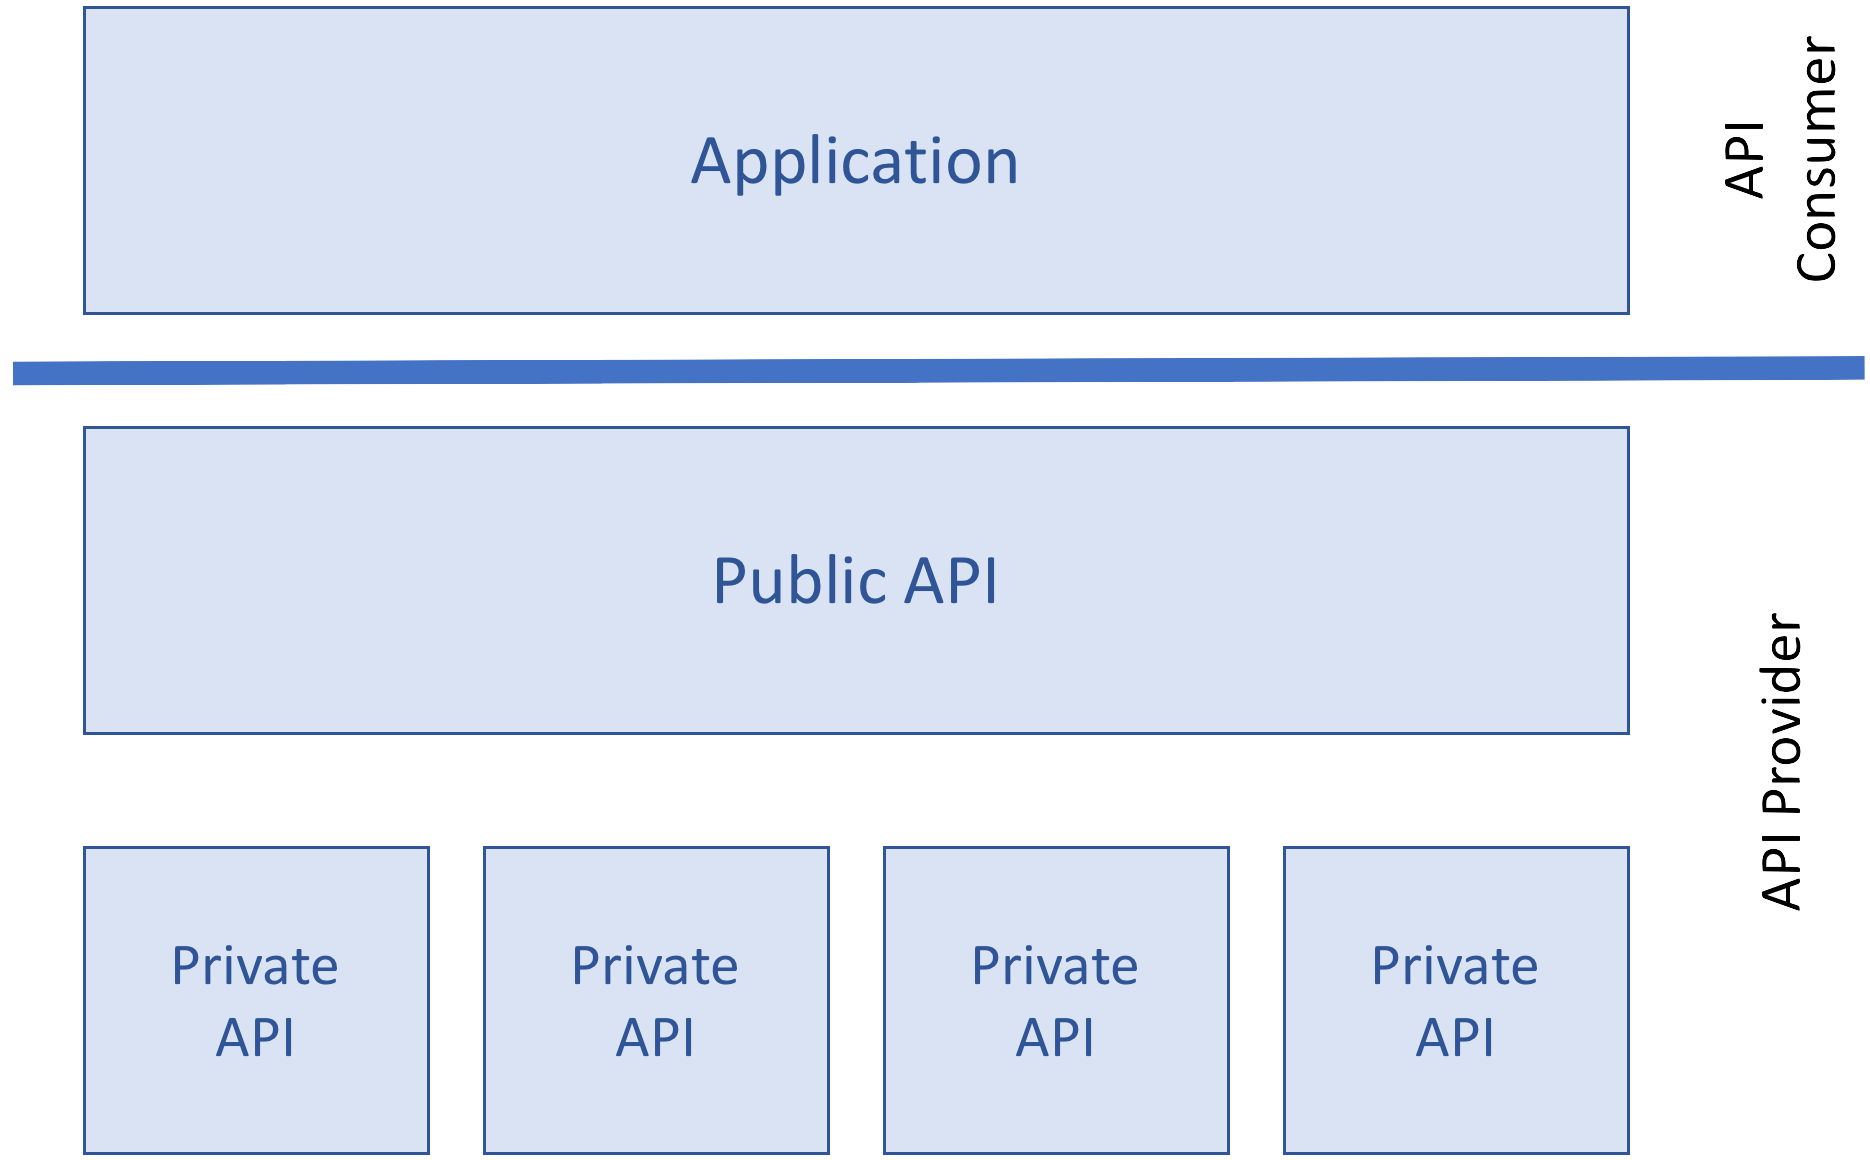 Application
API
Consumer
Public API
API Provider
Private
API
Private
API
Private
API
Private
API